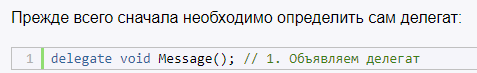 Прежде всего сначала необходимо определить сам делегат:
1 delegate void Message(); // 1. Объявляем делегат